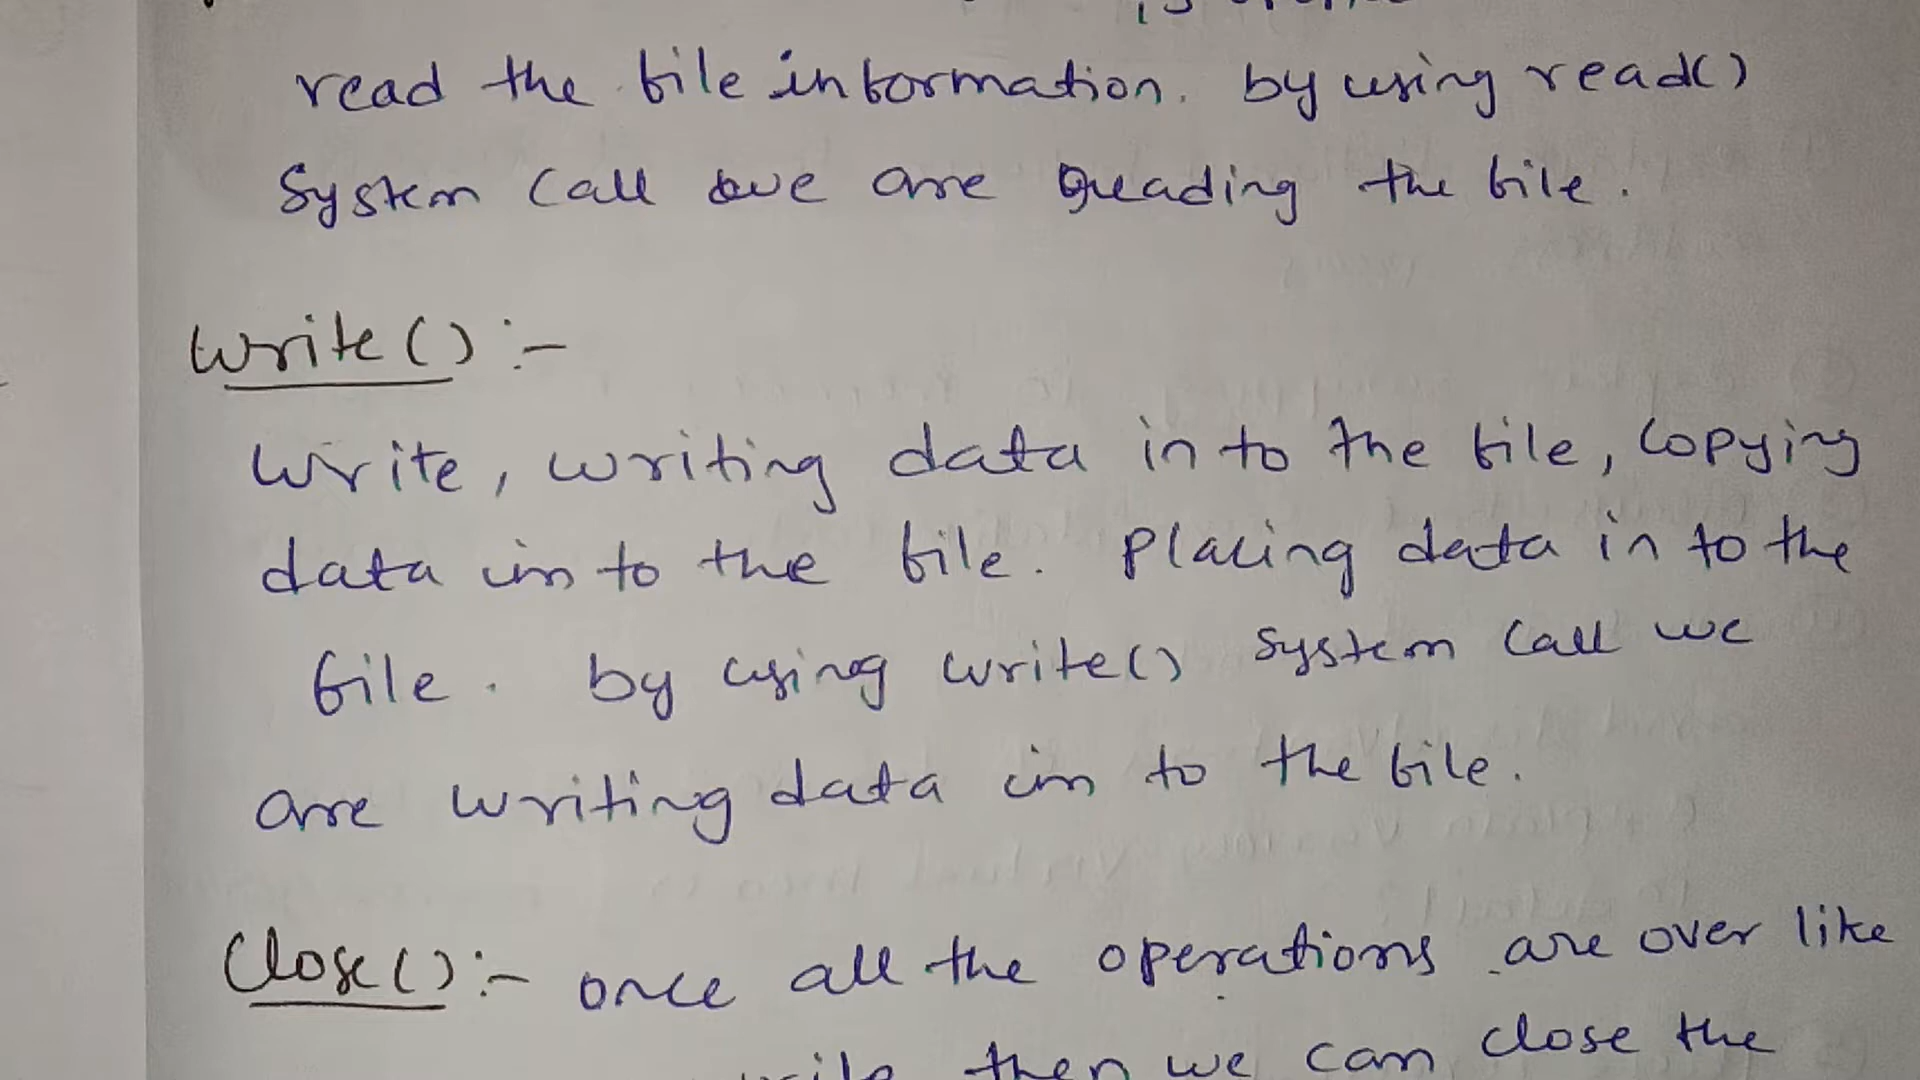 is
read the file information. by using read()
System Call we are reading the file.
Write() :-
Write, writing data in to the file, Copying
data in to the file. Placing data in to the
file. by using write() System Call we
are writing data in to the file.
Close() :- once all the operations are over like
then we can close the